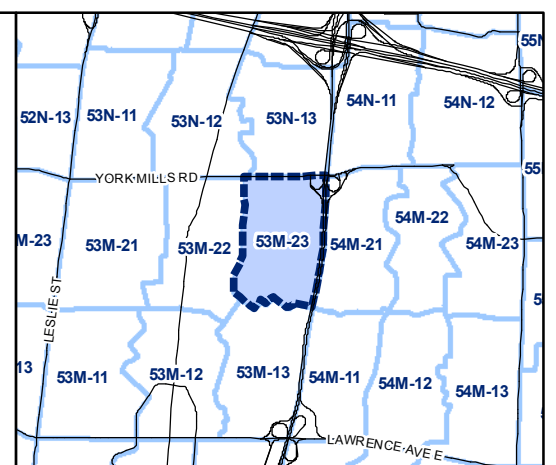 55N
54N-11
54N-12
52N-13
53N-11
53N-12
53N-13
55
YORK MILLS RD
54M-22
M-23
53M-21
53M-22
53M-23
54M-21
54M-23
5
LESLIE ST
13
53M-11
53M-12
53M-13
54M-11
54M-12
54M-13
LAWRENCE AVE E